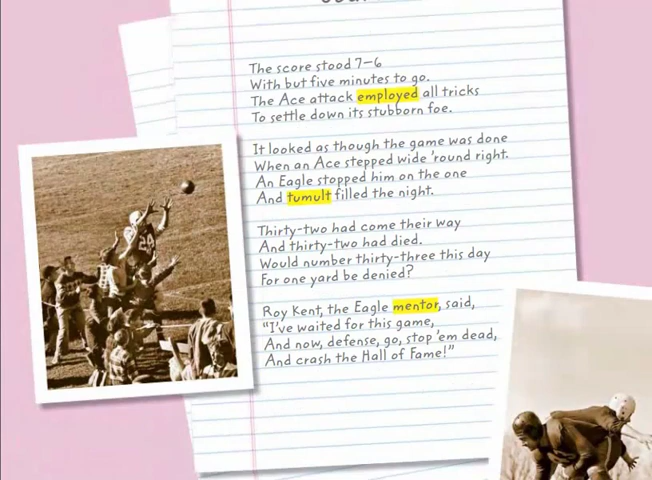 The score stood 7–6
With but five minutes to go.
The Ace attack employed all tricks
To settle down its stubborn foe.
It looked as though the game was done
When an Ace stepped wide 'round right.
An Eagle stopped him on the one
And tumult filled the night.
Thirty-two had come their way
And thirty-two had died.
Would number thirty-three this day
For one yard be denied?
Roy Kent, the Eagle mentor, said,
"I've waited for this game,
And now, defense, go, stop 'em dead,
And crash the Hall of Fame!"
29